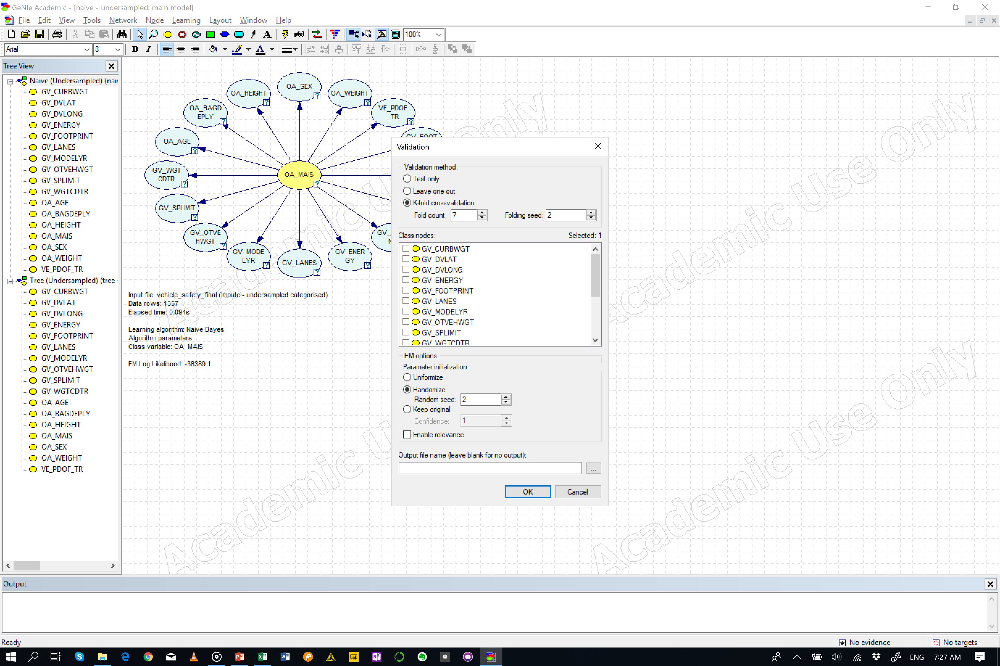 GeNIe Academic - [naive - undersampled: main model]
File Edit View Tools Network Node Learning Layout Window Help
p(e) 100%
Arial 8 B I A
Tree View
Naive (Undersampled) (nai
GV_CURBWGT
GV_DVLAT
GV_DVLONG
GV_ENERGY
GV_FOOTPRINT
GV_LANES
GV_MODELYR
GV_OTVEHWGT
GV_SPLIMIT
GV_WGTCDTR
OA_AGE
OA_BAGDEPLY
OA_HEIGHT
OA_MAIS
OA_SEX
OA_WEIGHT
VE_PDOF_TR
Tree (Undersampled) (tree -
GV_CURBWGT
GV_DVLAT
GV_DVLONG
GV_ENERGY
GV_FOOTPRINT
GV_LANES
GV_MODELYR
GV_OTVEHWGT
GV_SPLIMIT
GV_WGTCDTR
OA_AGE
OA_BAGDEPLY
OA_HEIGHT
OA_MAIS
OA_SEX
OA_WEIGHT
VE_PDOF_TR
OA_SEX
OA_HEIGHT
OA_WEIGHT
OA_BAGD
EPLY
VE_PDOF
_TR
GV_FOOT
OA_AGE
GV_WGT
CDTR
OA_MAIS
GV_SPLIMIT
GV_OTVE
HWGT
GV_MODE
LYR
GV_LANES
GV_ENER
GY
Input file: vehicle_safety_final (Impute - undersampled categorised)
Data rows: 1357
Elapsed time: 0.094s
Learning algorithm: Naive Bayes
Algorithm parameters:
Class variable: OA_MAIS
EM Log Likelihood: -36389.1
Academic Use Only
Academic Use Only
Academic Use Only
Academic Use Only
Validation
Validation method:
Test only
Leave one out
K-fold crossvalidation
Fold count: 7 Folding seed: 2
Class nodes: Selected: 1
GV_CURBWGT
GV_DVLAT
GV_DVLONG
GV_ENERGY
GV_FOOTPRINT
GV_LANES
GV_MODELYR
GV_OTVEHWGT
GV_SPLIMIT
GV_WGTCDTR
EM options:
Parameter initialization:
Uniformize
Randomize
Random seed: 2
Keep original
Confidence: 1
Enable relevance
Output file name (leave blank for no output):
...
OK Cancel
Output
Ready No evidence No targets
ENG 7:27 AM